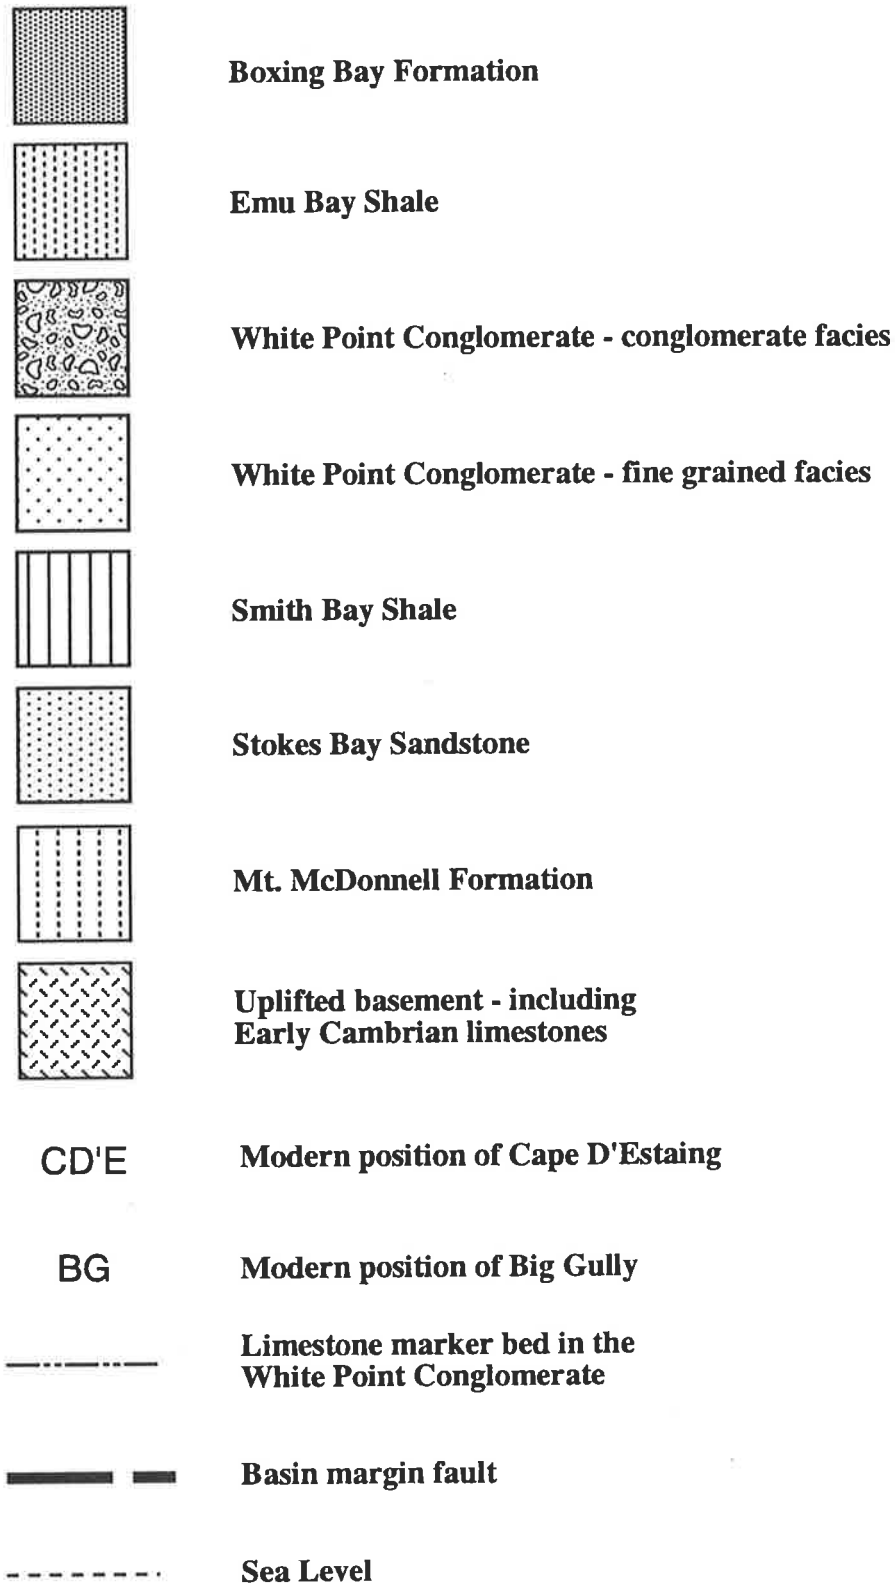 Boxing Bay Formation
Emu Bay Shale
White Point Conglomerate - conglomerate facies
White Point Conglomerate - fine grained facies
Smith Bay Shale
Stokes Bay Sandstone
Mt. McDonnell Formation
Uplifted basement - including
Early Cambrian limestones
CD'E Modern position of Cape D'Estaing
BG Modern position of Big Gully
Limestone marker bed in the
White Point Conglomerate
Basin margin fault
Sea Level